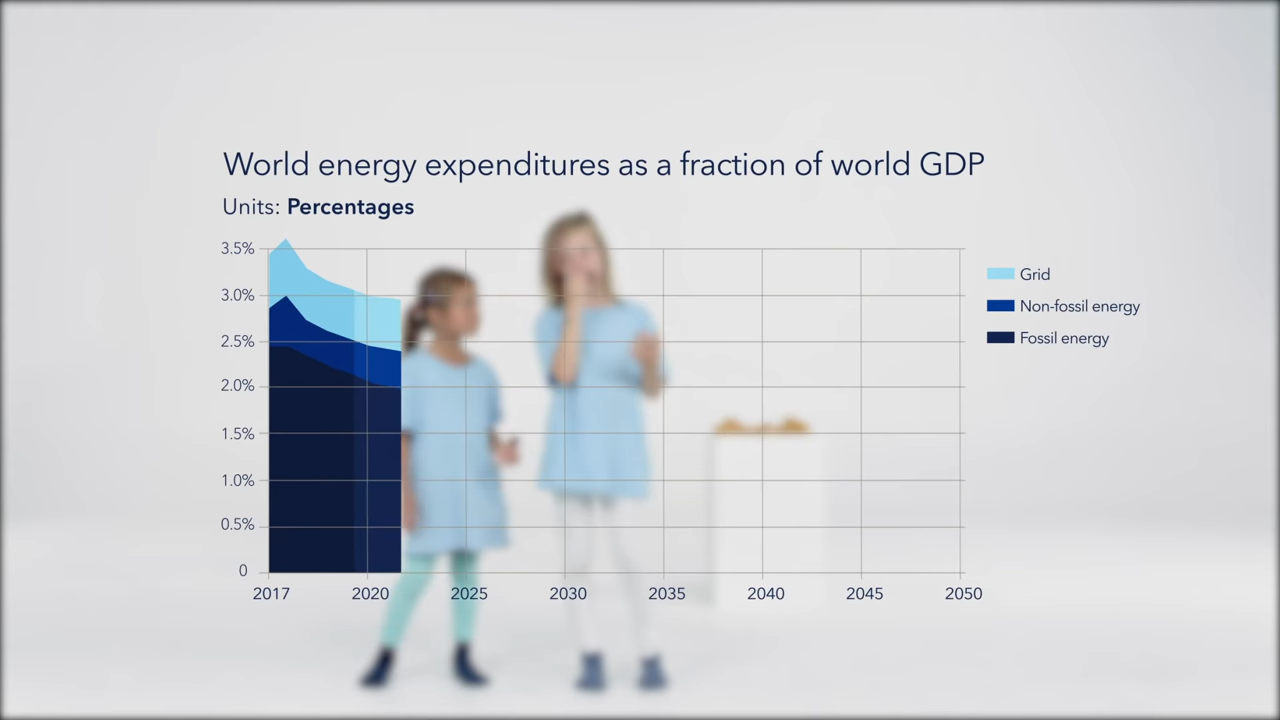 World energy expenditures as a fraction of world GDP
Units: Percentages
3.5%
3.0%
2.5%
2.0%
1.5%
1.0%
0.5%
0
2017 2020 2025 2030 2035 2040 2045 2050
Grid
Non-fossil energy
Fossil energy